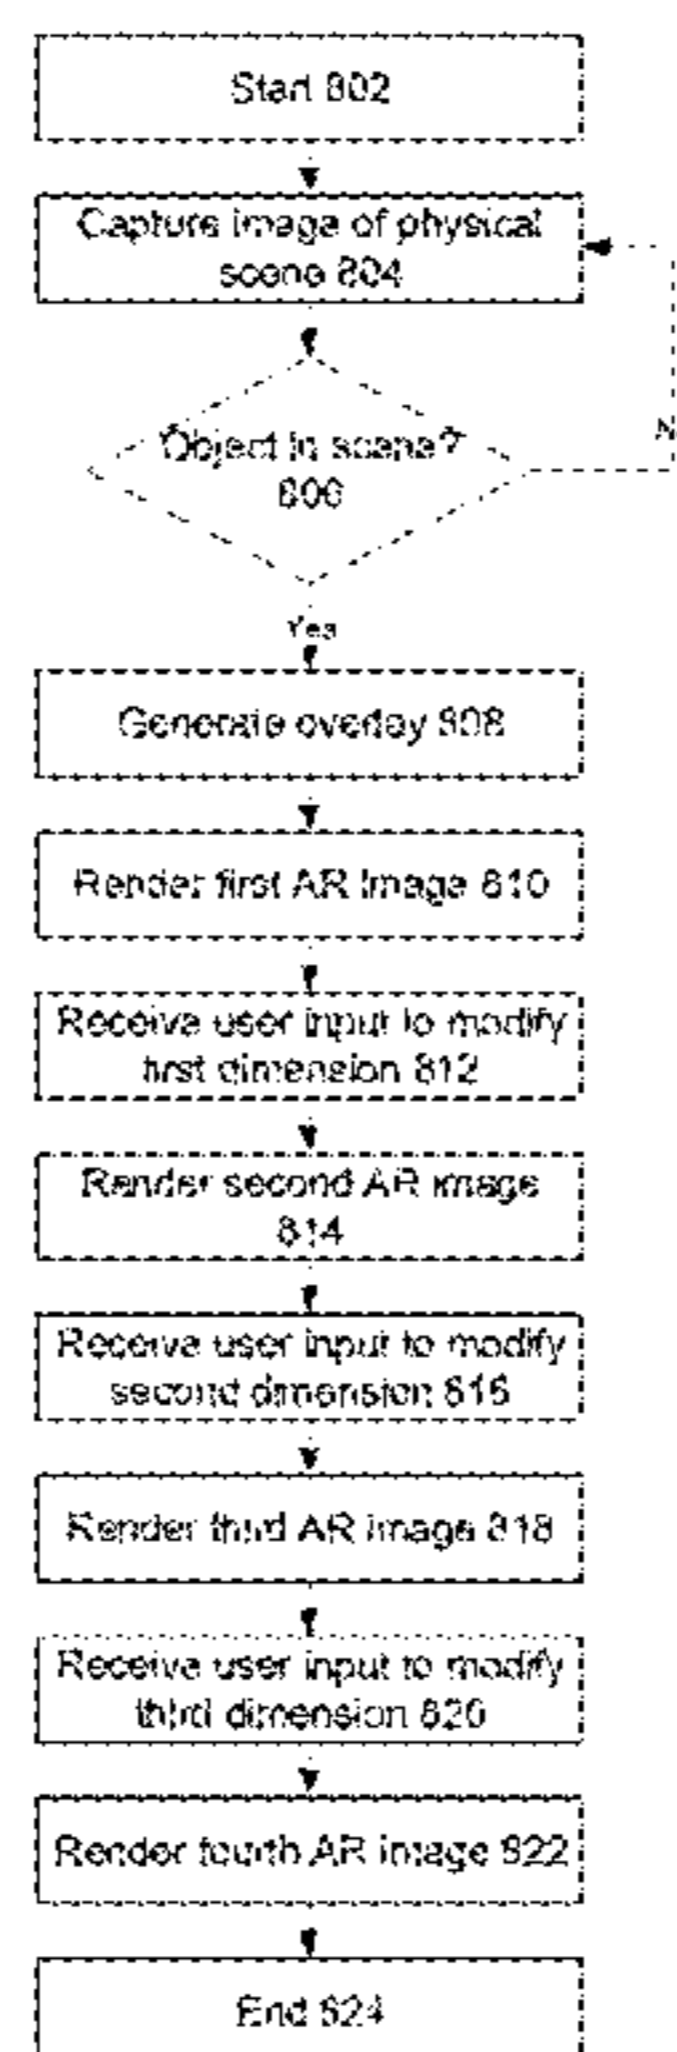 Start 802
Capture image of physical
scene 804
Object in scene?
806
N
Yes
Generate overlay 808
Render first AR image 810
Receive user input to modify
first dimension 812
Render second AR image
814
Receive user input to modify
second dimension 816
Render third AR image 818
Receive user input to modify
third dimension 820
Render fourth AR image 822
End 824